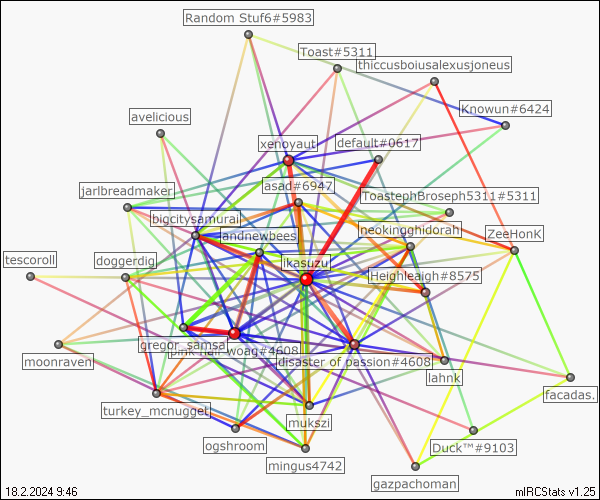 Random Stuf6#5983
Toast#5311
thiccusboiusalexusjoneus
Knowun#6424
avelicious
xenoyaut
default#0617
jarlbreadmaker
asad#6947
ToastephBroseph5311#5311
bigcitysamurai
neokingghidorah
andnewbees
ZeeHonK
tescoroll
doggerdig
ikasuzu
Heighleaigh#8575
gregor_samsa
pink hair woag#4608
disaster of passion#4608
moonraven
lahnk
facadas.
turkey_mcnugget
mukszi
ogshroom
Duck™#9103
mingus4742
gazpachoman
18.2.2024 9:46
mIRCStats v1.25